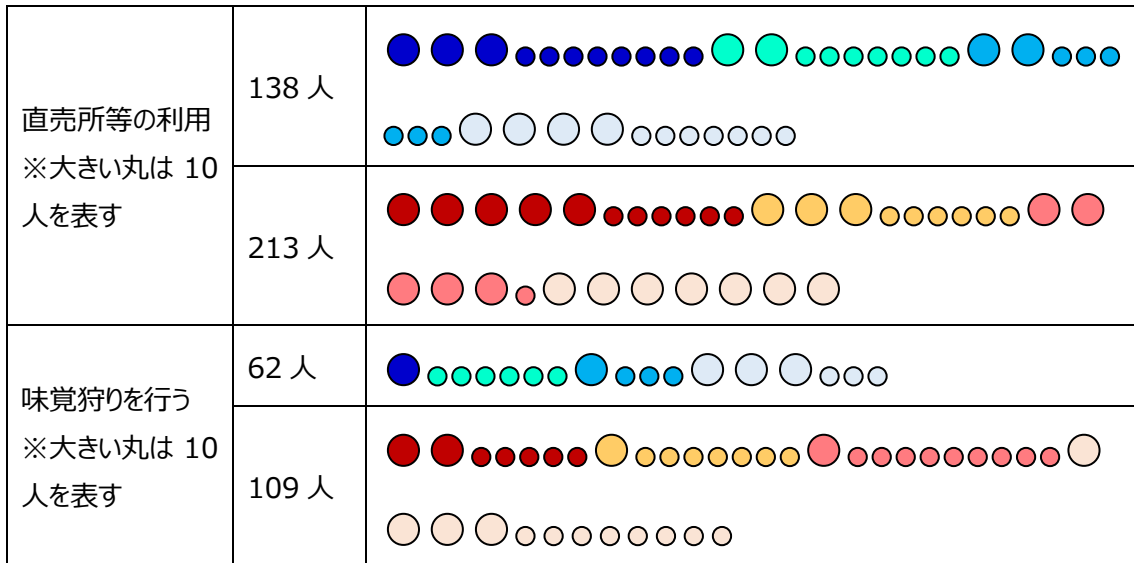 直売所等の利用
※大きい丸は 10
人を表す
138 人
213 人
味覚狩りを行う
※大きい丸は 10
人を表す
62 人
109 人